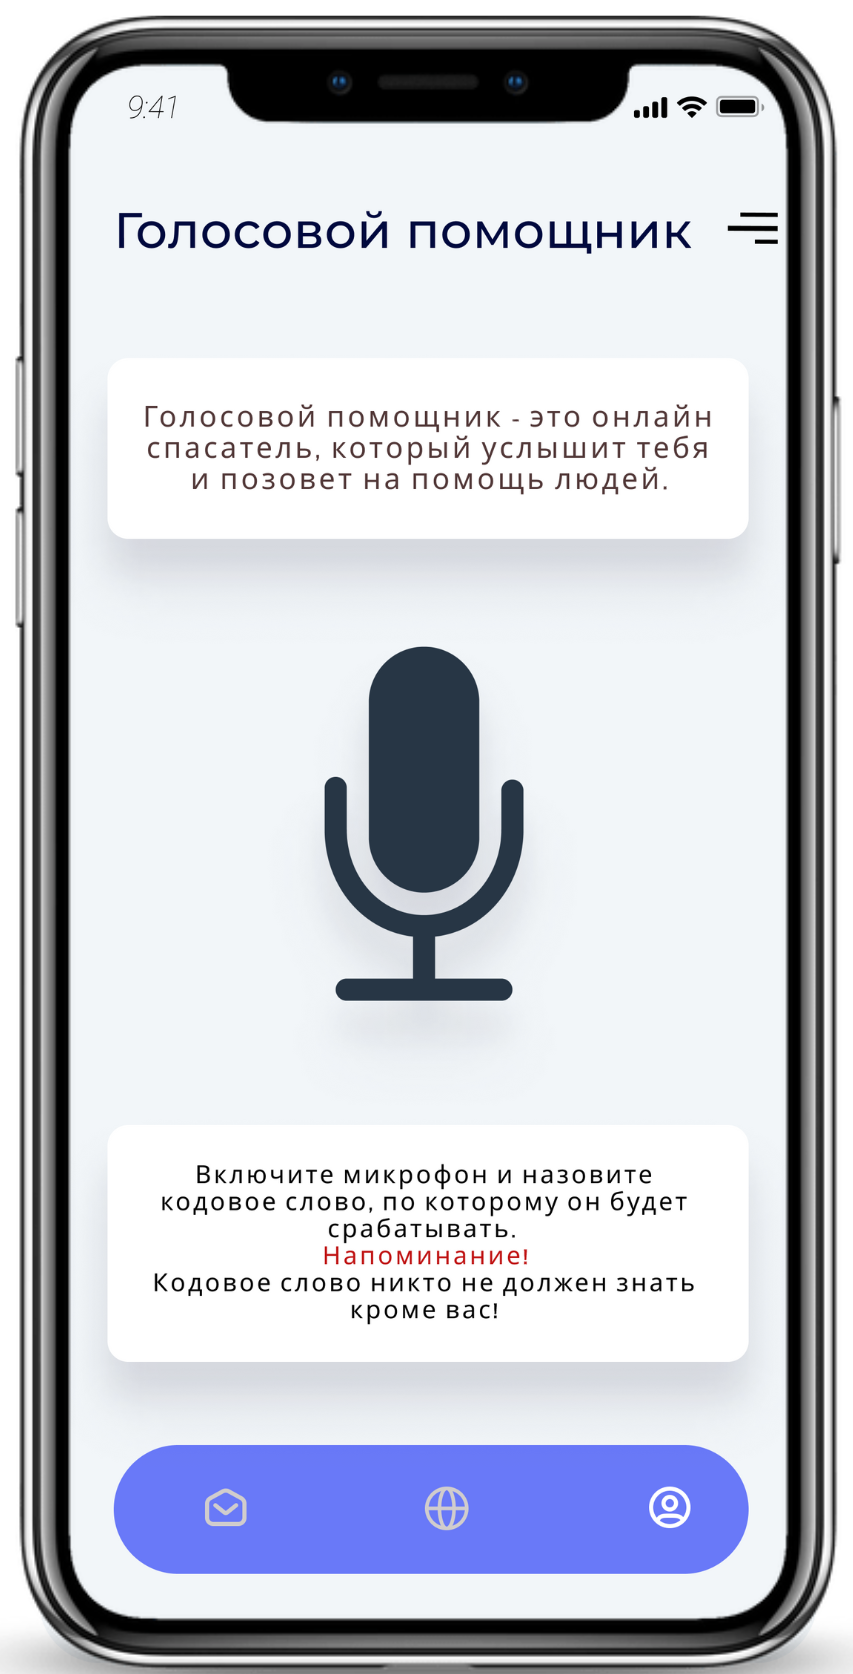 9:41
Голосовой помощник
Голосовой помощник - это онлайн
спасатель, который услышит тебя
и позовет на помощь людей.
Включите микрофон и назовите
кодовое слово, по которому он будет
срабатывать.
Напоминание!
Кодовое слово никто не должен знать
кроме вас!